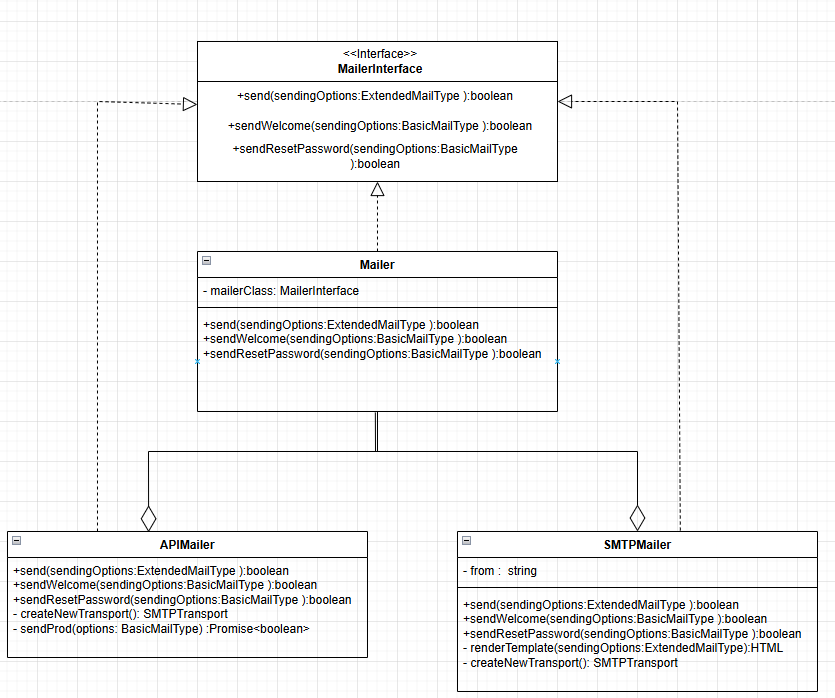 <<Interface>>
MailerInterface
+send(sendingOptions:ExtendedMailType ):boolean
+sendWelcome(sendingOptions:BasicMailType ):boolean
+sendResetPassword(sendingOptions:BasicMailType
):boolean
Mailer
- mailerClass: MailerInterface
+send(sendingOptions:ExtendedMailType ):boolean
+sendWelcome(sendingOptions:BasicMailType ):boolean
+sendResetPassword(sendingOptions:BasicMailType ):boolean
APIMailer
+send(sendingOptions:ExtendedMailType ):boolean
+sendWelcome(sendingOptions:BasicMailType ):boolean
+sendResetPassword(sendingOptions:BasicMailType ):boolean
- createNewTransport(): SMTPTransport
- sendProd(options: BasicMailType) :Promise<boolean>
SMTPMailer
- from :  string
+send(sendingOptions:ExtendedMailType ):boolean
+sendWelcome(sendingOptions:BasicMailType ):boolean
+sendResetPassword(sendingOptions:BasicMailType ):boolean
- renderTemplate(sendingOptions:ExtendedMailType):HTML
- createNewTransport(): SMTPTransport